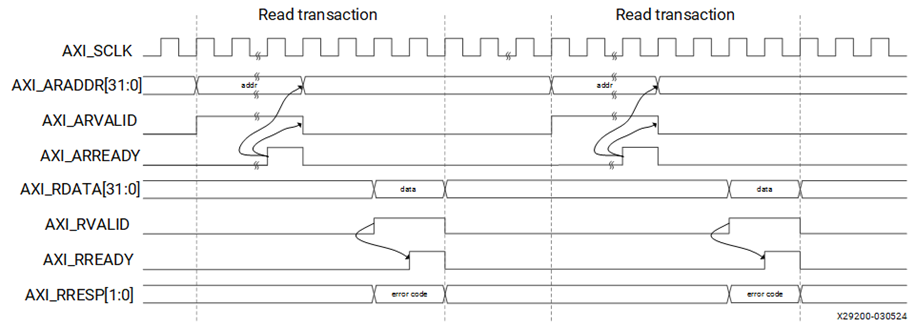 Read transaction Read transaction
AXI_SCLK
AXI_ARADDR[31:0] addr addr
AXI_ARVALID
AXI_ARREADY
AXI_RDATA[31:0] data data
AXI_RVALID
AXI_RREADY
AXI_RRESP[1:0] error code error code
X29200-030524